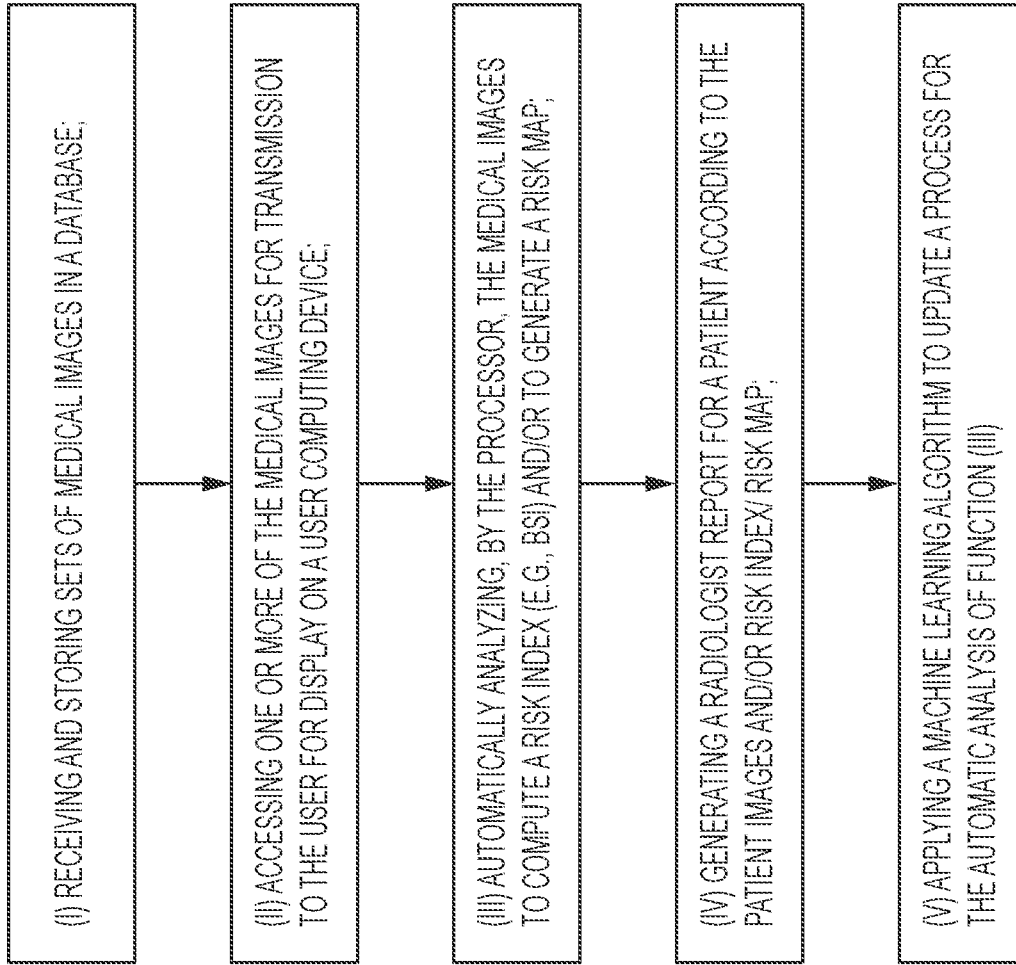 (I) RECEIVING AND STORING SETS OF MEDICAL IMAGES IN A DATABASE;
(II) ACCESSING ONE OR MORE OF THE MEDICAL IMAGES FOR TRANSMISSION
TO THE USER FOR DISPLAY ON A USER COMPUTING DEVICE;
(III) AUTOMATICALLY ANALYZING, BY THE PROCESSOR, THE MEDICAL IMAGES
TO COMPUTE A RISK INDEX (E.G., BSI) AND/OR TO GENERATE A RISK MAP;
(IV) GENERATING A RADIOLOGIST REPORT FOR A PATIENT ACCORDING TO THE
PATIENT IMAGES AND/OR RISK INDEX/ RISK MAP;
(V) APPLYING A MACHINE LEARNING ALGORITHM TO UPDATE A PROCESS FOR
THE AUTOMATIC ANALYSIS OF FUNCTION (III)